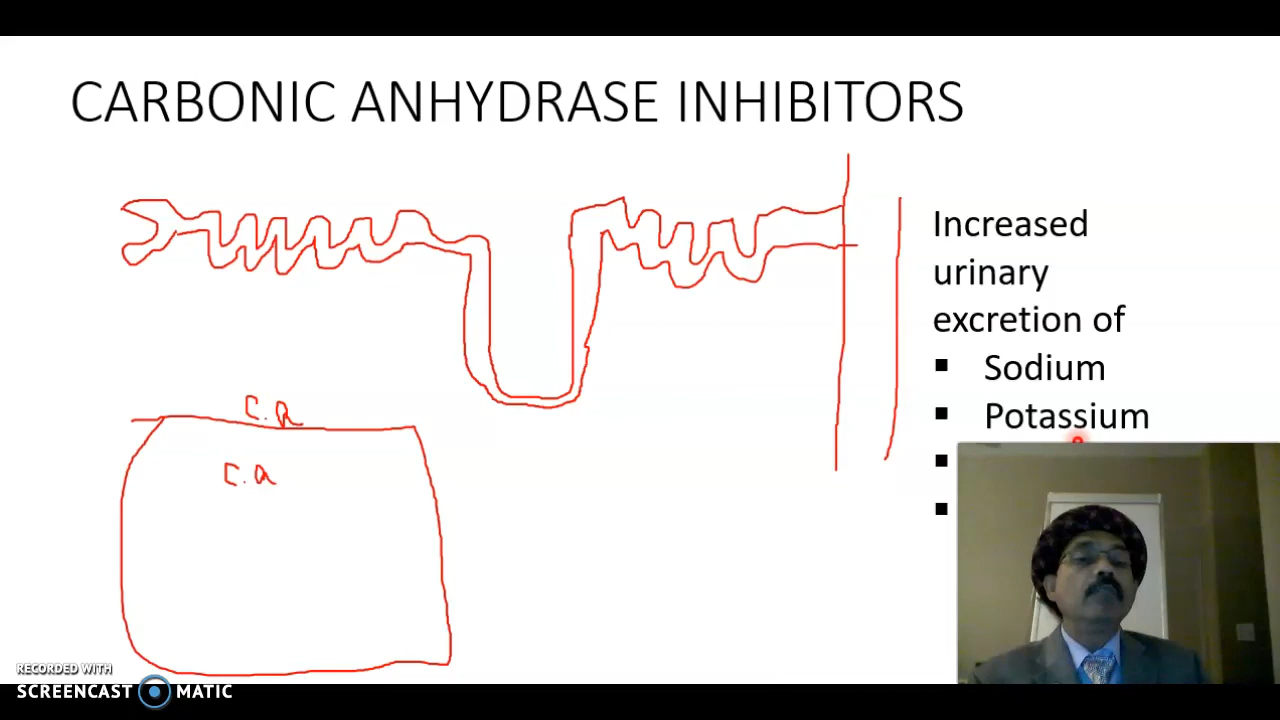 CARBONIC ANHYDRASE INHIBITORS
Increased
urinary
excretion of
▪ Sodium
▪ Potassium
▪
▪
C.A
C.a
RECORDED WITH
SCREENCAST MATIC